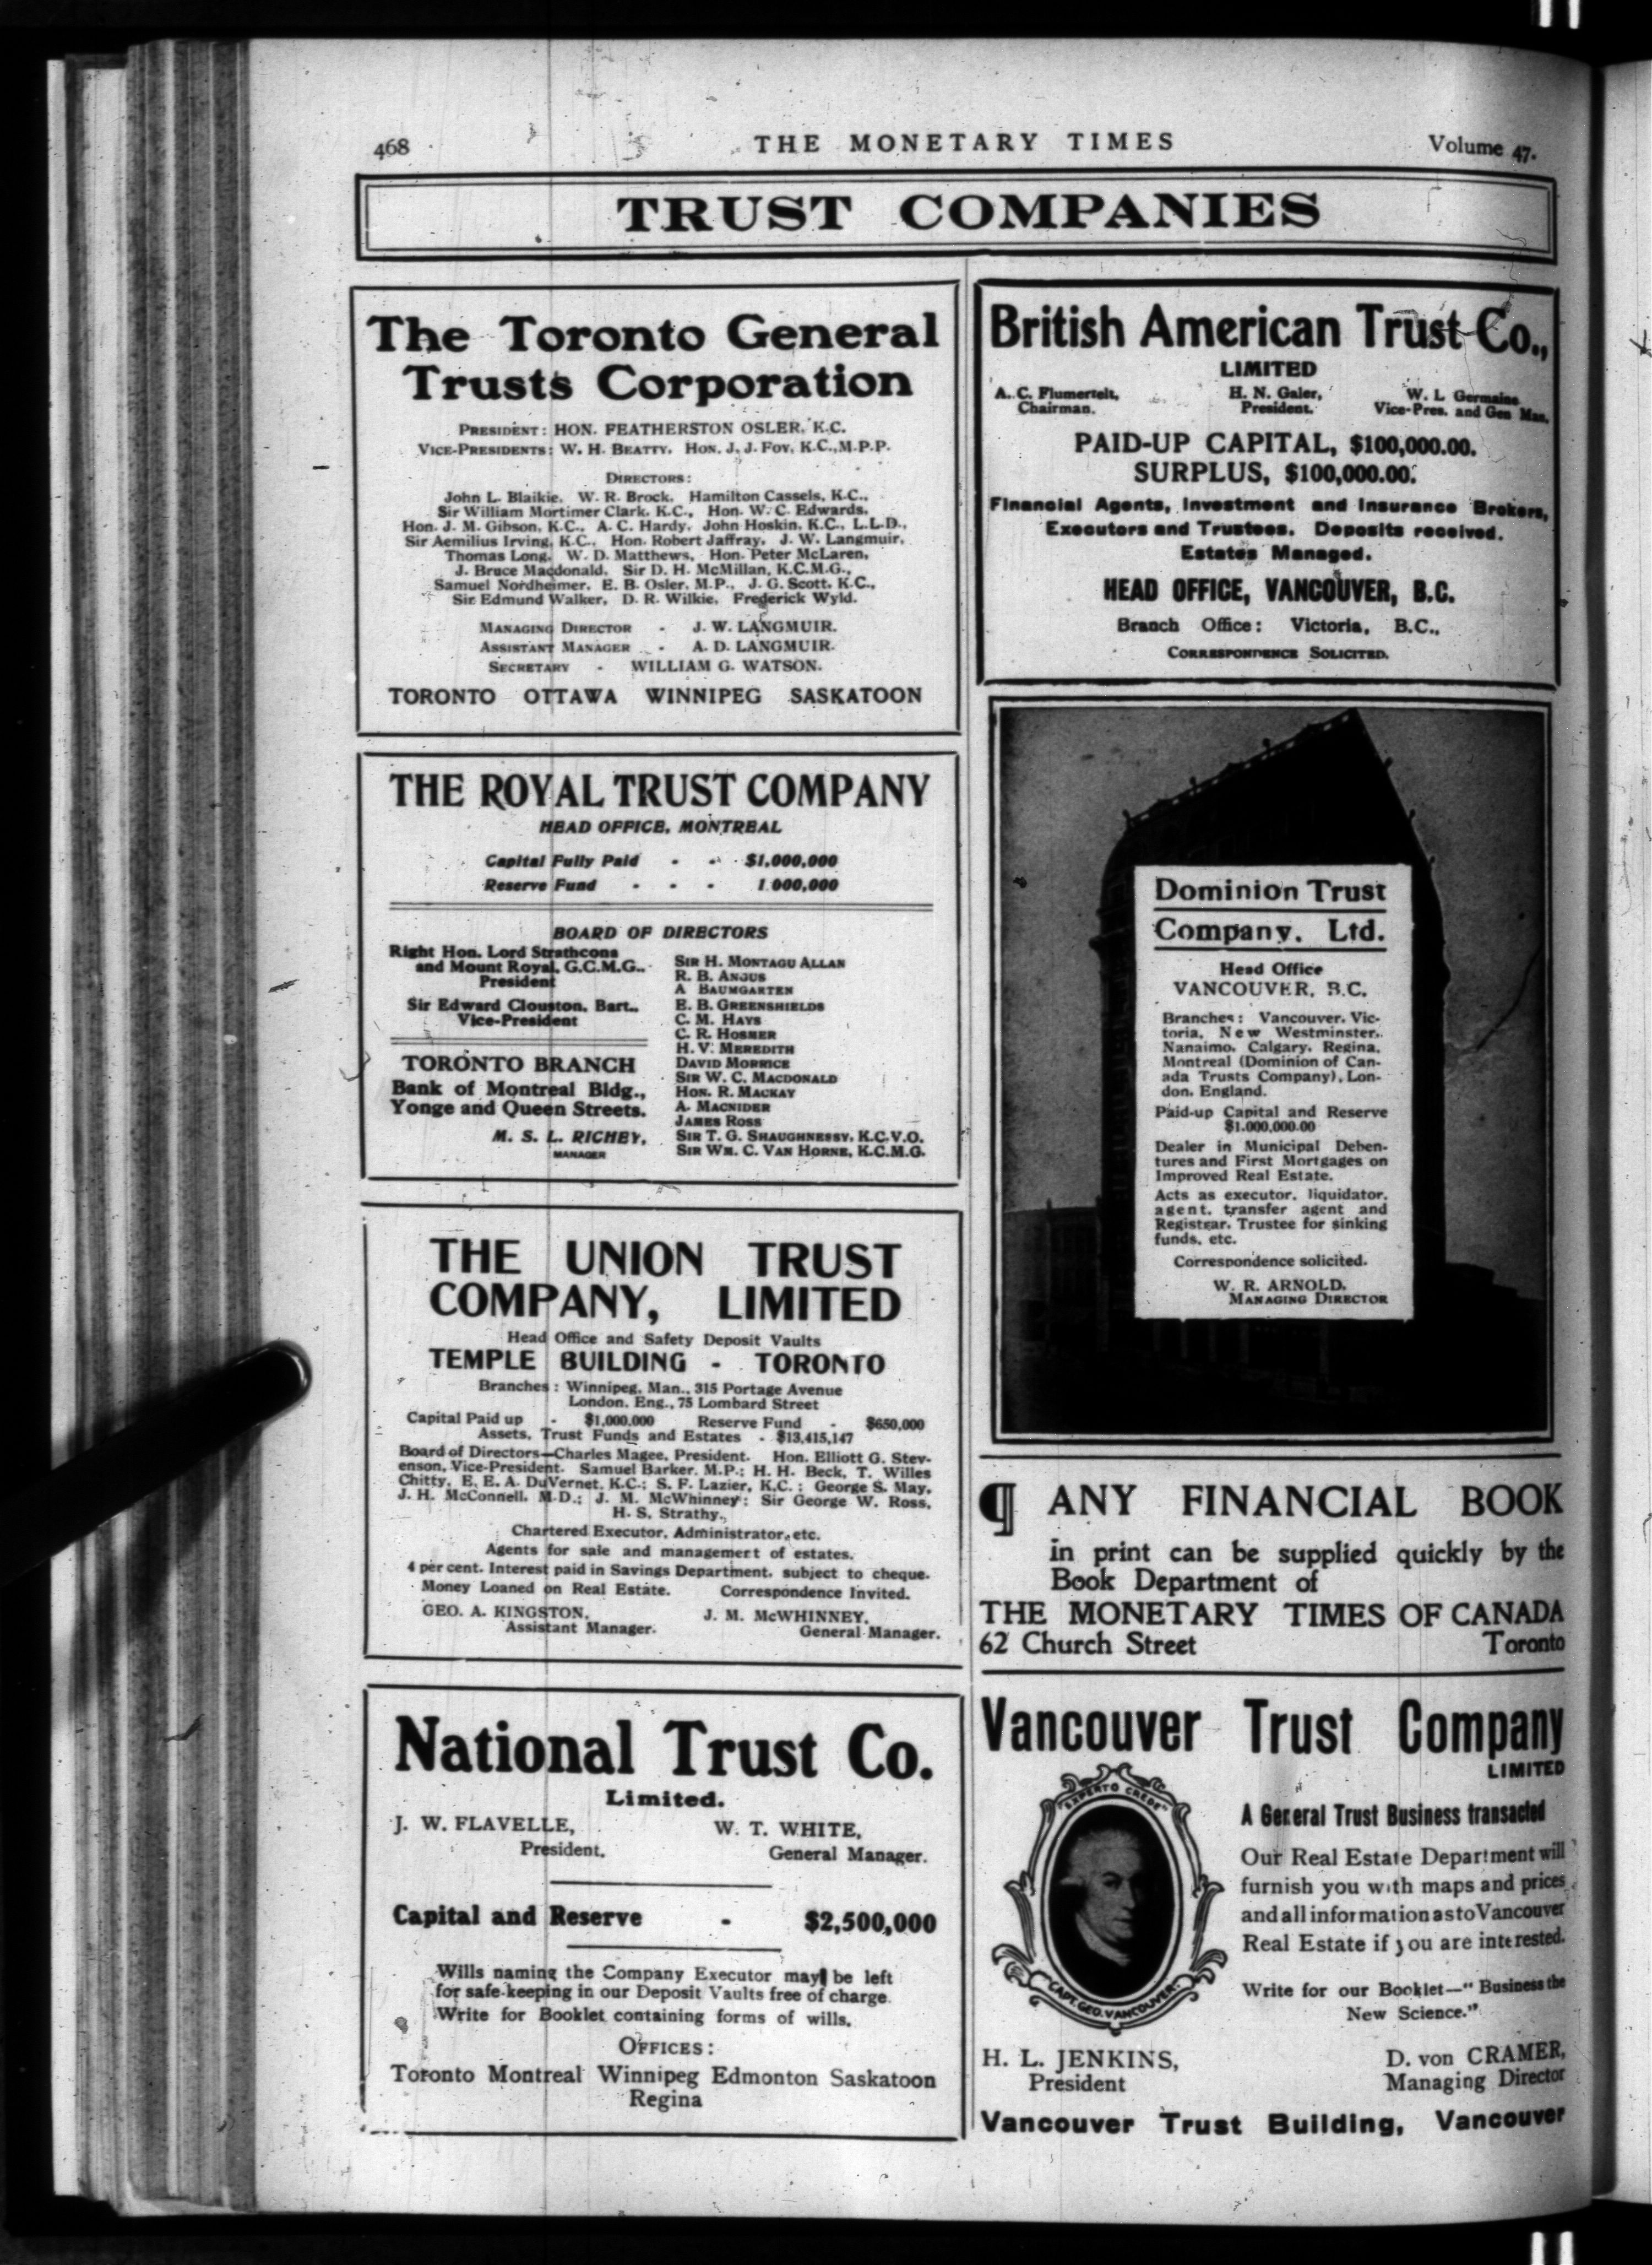 468
THE MONETARY TIMES
Volume 47.
TRUST COMPANIES
The Toronto General
Trusts Corporation
PRESIDENT: HON. FEATHERSTON OSLER, K.C.
VICE-PRESIDENTS: W. H. BEATTY, HON. J. J. FOY, K.C., M.P.P.
DIRECTORS:
John L. Blaikie, W. R. Brock, Hamilton Cassels, K.C.,
Sir William Mortimer Clark, K.C., Hon. W. C. Edwards,
Hon. J. M. Gibson, K.C., A. C. Hardy, John Hoskin, K.C., L.L.D.,
Sir Aemilius Irving, K.C., Hon. Robert Jaffray, J. W. Langmuir,
Thomas Long, W. D. Matthews, Hon. Peter McLaren,
J. Bruce Macdonald, Sir D. H. McMillan, K.C.M.G.,
Samuel Nordheimer, E. B. Osler, M.P., J. G. Scott, K.C.,
Sir Edmund Walker, D. R. Wilkie, Frederick Wyld.
MANAGING DIRECTOR - J. W. LANGMUIR.
ASSISTANT MANAGER - A. D. LANGMUIR.
SECRETARY - WILLIAM G. WATSON.
TORONTO OTTAWA WINNIPEG SASKATOON
THE ROYAL TRUST COMPANY
HEAD OFFICE, MONTREAL
Capital Fully Paid - - $1,000,000
Reserve Fund - - - 1,000,000
BOARD OF DIRECTORS
Right Hon. Lord Strathcona
and Mount Royal, G.C.M.G.,
President
Sir Edward Clouston, Bart.,
Vice-President
TORONTO BRANCH
Bank of Montreal Bldg.,
Yonge and Queen Streets.
M. S. L. RICHEY,
MANAGER
SIR H. MONTAGU ALLAN
R. B. ANGUS
A BAUMGARTEN
E. B. GREENSHIELDS
C. M. HAYS
C. R. HOSMER
H. V. MEREDITH
DAVID MORRICE
SIR W. C. MACDONALD
HON. R. MACKAY
A. MACNIDER
JAMES ROSS
SIR T. G. SHAUGHNESSY, K.C.V.O.
SIR WM. C. VAN HORNE, K.C.M.G.
THE UNION TRUST
COMPANY, LIMITED
Head Office and Safety Deposit Vaults
TEMPLE BUILDING - TORONTO
Branches: Winnipeg, Man., 315 Portage Avenue
London, Eng., 75 Lombard Street
Capital Paid up - $1,000,000 Reserve Fund - $650,000
Assets, Trust Funds and Estates - $13,415,147
Board of Directors—Charles Magee, President. Hon. Elliott G. Stev-
enson, Vice-President. Samuel Barker, M.P.; H. H. Beck, T. Willes
Chitty, E. E. A. DuVernet, K.C.; S. F. Lazier, K.C.; George S. May,
J. H. McConnell, M.D.; J. M. McWhinney; Sir George W. Ross,
H. S. Strathy.
Chartered Executor, Administrator, etc.
Agents for sale and management of estates.
4 per cent. Interest paid in Savings Department, subject to cheque.
Money Loaned on Real Estate. Correspondence Invited.
GEO. A. KINGSTON,
Assistant Manager.
J. M. McWHINNEY,
General Manager.
National Trust Co.
Limited.
J. W. FLAVELLE,
President.
W. T. WHITE,
General Manager.
Capital and Reserve - $2,500,000
Wills naming the Company Executor may be left
for safe-keeping in our Deposit Vaults free of charge.
Write for Booklet containing forms of wills.
OFFICES:
Toronto Montreal Winnipeg Edmonton Saskatoon
Regina
British American Trust Co.,
LIMITED
A. C. Flumerfelt,
Chairman.
H. N. Galer,
President.
W. L Germaine
Vice-Pres. and Gen Man.
PAID-UP CAPITAL, $100,000.00.
SURPLUS, $100,000.00.
Financial Agents, Investment and Insurance Brokers,
Executors and Trustees. Deposits received.
Estates Managed.
HEAD OFFICE, VANCOUVER, B.C.
Branch Office: Victoria, B.C.,
CORRESPONDENCE SOLICITED.
Dominion Trust
Company, Ltd.
Head Office
VANCOUVER, B.C.
Branches: Vancouver, Vic-
toria, New Westminster,
Nanaimo, Calgary, Regina,
Montreal (Dominion of Can-
ada Trusts Company), Lon-
don, England.
Paid-up Capital and Reserve
$1,000,000.00
Dealer in Municipal Deben-
tures and First Mortgages on
Improved Real Estate.
Acts as executor, liquidator,
agent, transfer agent and
Registrar. Trustee for sinking
funds, etc.
Correspondence solicited.
W. R. ARNOLD,
MANAGING DIRECTOR
¶ ANY FINANCIAL BOOK
in print can be supplied quickly by the
Book Department of
THE MONETARY TIMES OF CANADA
62 Church Street Toronto
Vancouver Trust Company
LIMITED
"EXPERTO CREDE"
CAPT. GEO. VANCOUVER.
A General Trust Business transacted
Our Real Estate Department will
furnish you with maps and prices
and all information as to Vancouver
Real Estate if you are interested.
Write for our Booklet—"Business the
New Science."
H. L. JENKINS,
President
D. von CRAMER,
Managing Director
Vancouver Trust Building, Vancouver